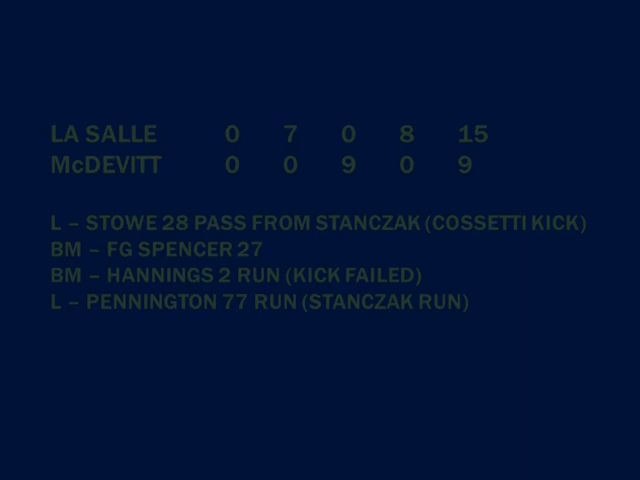 LA SALLE 0 7 0 8 15
McDEVITT 0 0 9 0 9
L – STOWE 28 PASS FROM STANCZAK (COSSETTI KICK)
BM – FG SPENCER 27
BM – HANNINGS 2 RUN (KICK FAILED)
L – PENNINGTON 77 RUN (STANCZAK RUN)